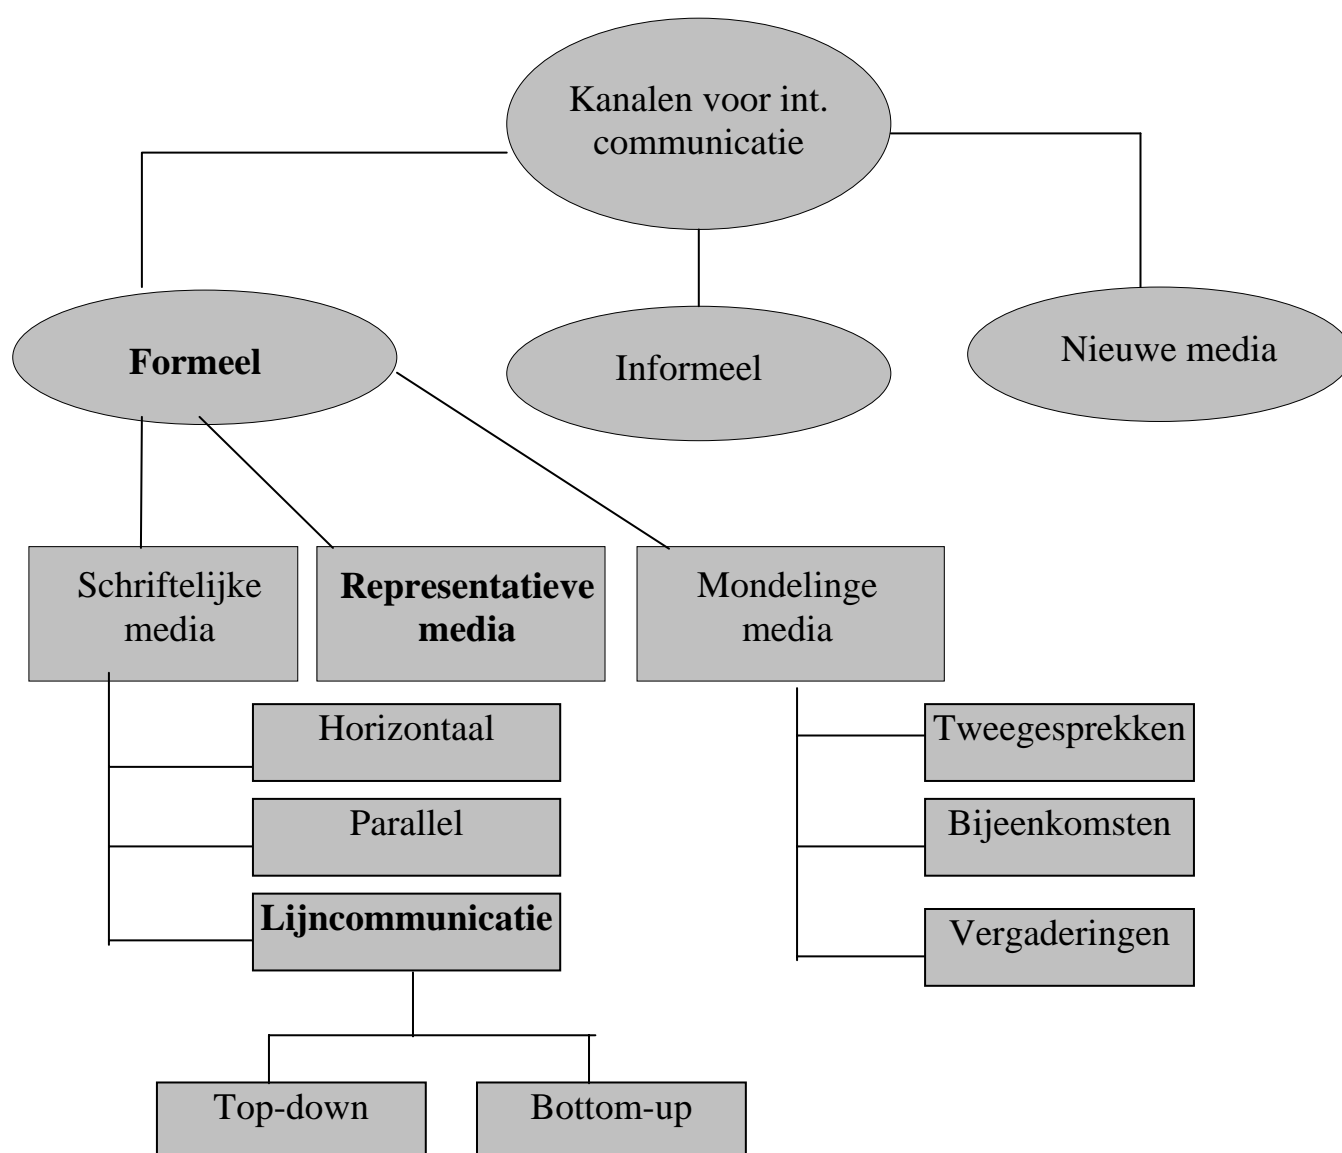 Kanalen voor int.
communicatie
Formeel
Informeel
Nieuwe media
Schriftelijke
media
Representatieve
media
Mondelinge
media
Horizontaal
Parallel
Lijncommunicatie
Tweegesprekken
Bijeenkomsten
Vergaderingen
Top-down
Bottom-up